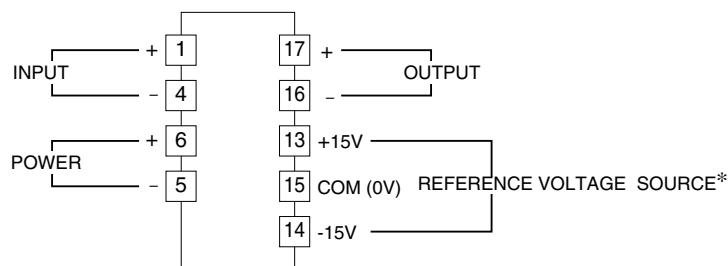 + 1 17 +
INPUT OUTPUT
− 4 16 −
+ 6 13 +15V
POWER
− 5 15 COM (0V) REFERENCE VOLTAGE SOURCE*
14 -15V